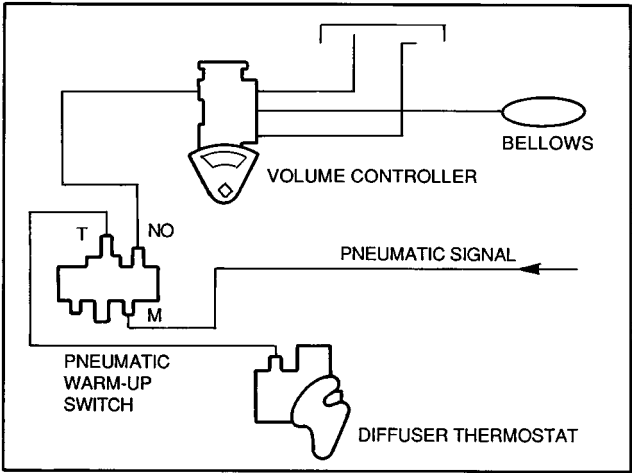 BELLOWS
VOLUME CONTROLLER
T
NO
PNEUMATIC SIGNAL
M
PNEUMATIC
WARM-UP
SWITCH
DIFFUSER THERMOSTAT